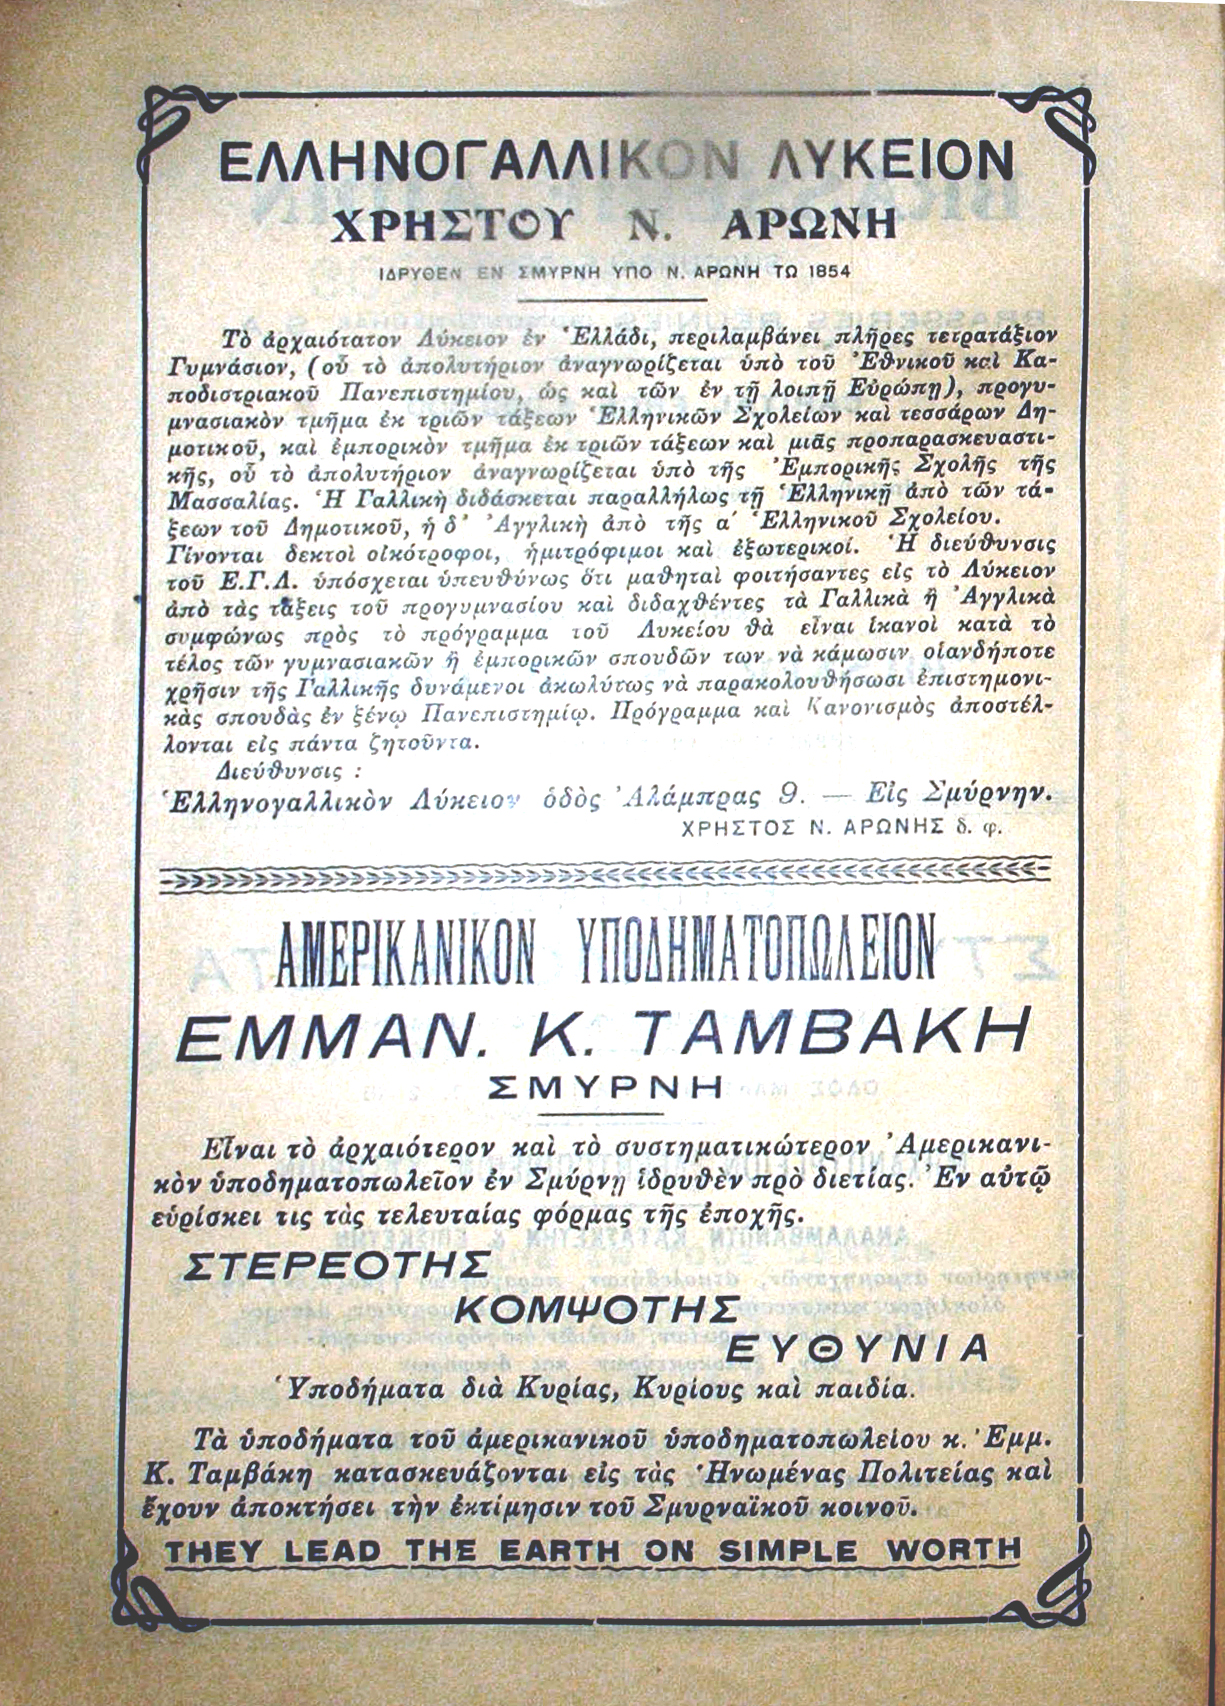 ΕΛΛΗΝΟΓΑΛΛΙΚΟΝ ΛΥΚΕΙΟΝ
ΧΡΗΣΤΟΥ Ν. ΑΡΩΝΗ
ΙΔΡΥΘΕΝ ΕΝ ΣΜΥΡΝΗ ΥΠΟ Ν. ΑΡΩΝΗ ΤΩ 1854
Τὸ ἀρχαιότατον Λύκειον ἐν Ἑλλάδι, περιλαμβάνει πλῆρες τετρατάξιον
Γυμνάσιον, (οὗ τὸ ἀπολυτήριον ἀναγνωρίζεται ὑπὸ τοῦ Ἐθνικοῦ καὶ Κα-
ποδιστριακοῦ Πανεπιστημίου, ὡς καὶ τῶν ἐν τῇ λοιπῇ Εὐρώπῃ), προγυ-
μνασιακὸν τμῆμα ἐκ τριῶν τάξεων Ἑλληνικῶν Σχολείων καὶ τεσσάρων Δη-
μοτικοῦ, καὶ ἐμπορικὸν τμῆμα ἐκ τριῶν τάξεων καὶ μιᾶς προπαρασκευαστι-
κῆς, οὗ τὸ ἀπολυτήριον ἀναγνωρίζεται ὑπὸ τῆς Ἐμπορικῆς Σχολῆς τῆς
Μασσαλίας. Ἡ Γαλλικὴ διδάσκεται παραλλήλως τῇ Ἑλληνικῇ ἀπὸ τῶν τά-
ξεων τοῦ Δημοτικοῦ, ἡ δ' Ἀγγλικὴ ἀπὸ τῆς α΄ Ἑλληνικοῦ Σχολείου.
Γίνονται δεκτοὶ οἰκότροφοι, ἡμιτρόφιμοι καὶ ἐξωτερικοί. Ἡ διεύθυνσις
τοῦ Ε.Γ.Λ. ὑπόσχεται ὑπευθύνως ὅτι μαθηταὶ φοιτήσαντες εἰς τὸ Λύκειον
ἀπὸ τὰς τάξεις τοῦ προγυμνασίου καὶ διδαχθέντες τὰ Γαλλικὰ ἢ Ἀγγλικὰ
συμφώνως πρὸς τὸ πρόγραμμα τοῦ Λυκείου θὰ εἶναι ἱκανοὶ κατὰ τὸ
τέλος τῶν γυμνασιακῶν ἢ ἐμπορικῶν σπουδῶν των νὰ κάμωσιν οἱανδήποτε
χρῆσιν τῆς Γαλλικῆς δυνάμενοι ἀκωλύτως νὰ παρακολουθήσωσι ἐπιστημονι-
κὰς σπουδὰς ἐν ξένῳ Πανεπιστημίῳ. Πρόγραμμα καὶ Κανονισμὸς ἀποστέλ-
λονται εἰς πάντα ζητοῦντα.
Διεύθυνσις :
Ἑλληνογαλλικὸν Λύκειον ὁδὸς Ἀλάμπρας 9. — Εἰς Σμύρνην.
ΧΡΗΣΤΟΣ Ν. ΑΡΩΝΗΣ δ. φ.
ΑΜΕΡΙΚΑΝΙΚΟΝ ΥΠΟΔΗΜΑΤΟΠΩΛΕΙΟΝ
ΕΜΜΑΝ. Κ. ΤΑΜΒΑΚΗ
ΣΜΥΡΝΗ
Εἶναι τὸ ἀρχαιότερον καὶ τὸ συστηματικώτερον Ἀμερικανι-
κὸν ὑποδηματοπωλεῖον ἐν Σμύρνῃ ἱδρυθὲν πρὸ διετίας. Ἐν αὐτῷ
εὑρίσκει τις τὰς τελευταίας φόρμας τῆς ἐποχῆς.
ΣΤΕΡΕΟΤΗΣ
ΚΟΜΨΟΤΗΣ
ΕΥΘΥΝΙΑ
Ὑποδήματα διὰ Κυρίας, Κυρίους καὶ παιδία.
Τὰ ὑποδήματα τοῦ ἀμερικανικοῦ ὑποδηματοπωλείου κ. Ἐμμ.
Κ. Ταμβάκη κατασκευάζονται εἰς τὰς Ἡνωμένας Πολιτείας καὶ
ἔχουν ἀποκτήσει τὴν ἐκτίμησιν τοῦ Σμυρναϊκοῦ κοινοῦ.
THEY LEAD THE EARTH ON SIMPLE WORTH